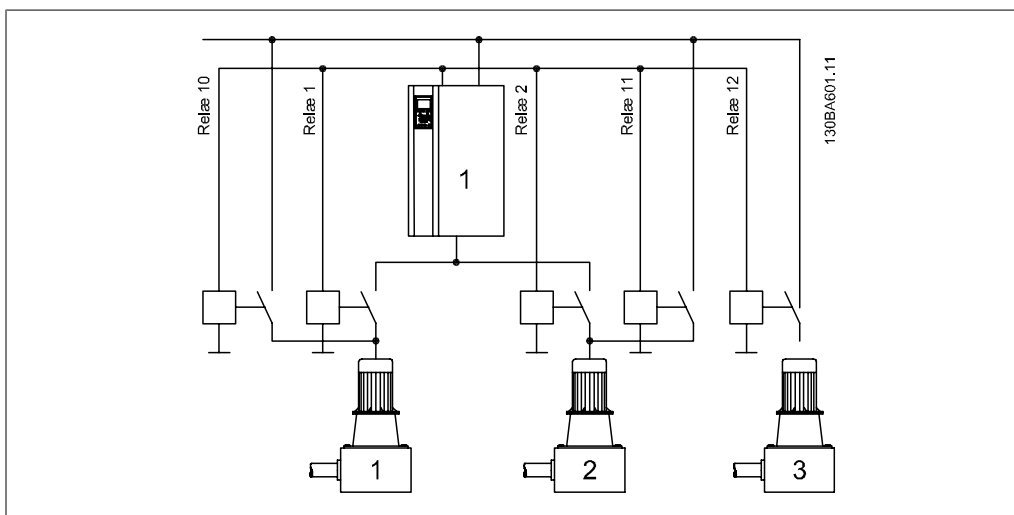 Relæ 10
Relæ 1
Relæ 2
Relæ 11
Relæ 12
130BA601.11
1
1
2
3